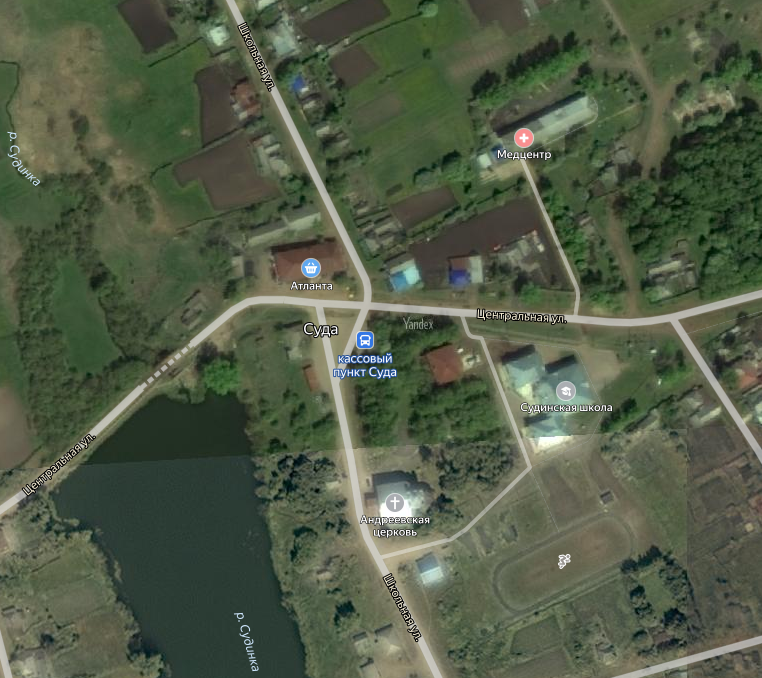 Школьная ул.
р. Судинка
Медцентр
Атланта
Центральная ул.
Yandex
Суда
кассовый
пункт Суда
Судинская школа
Центральная ул.
Андреевская
церковь
Школьная ул.
р. Судинка